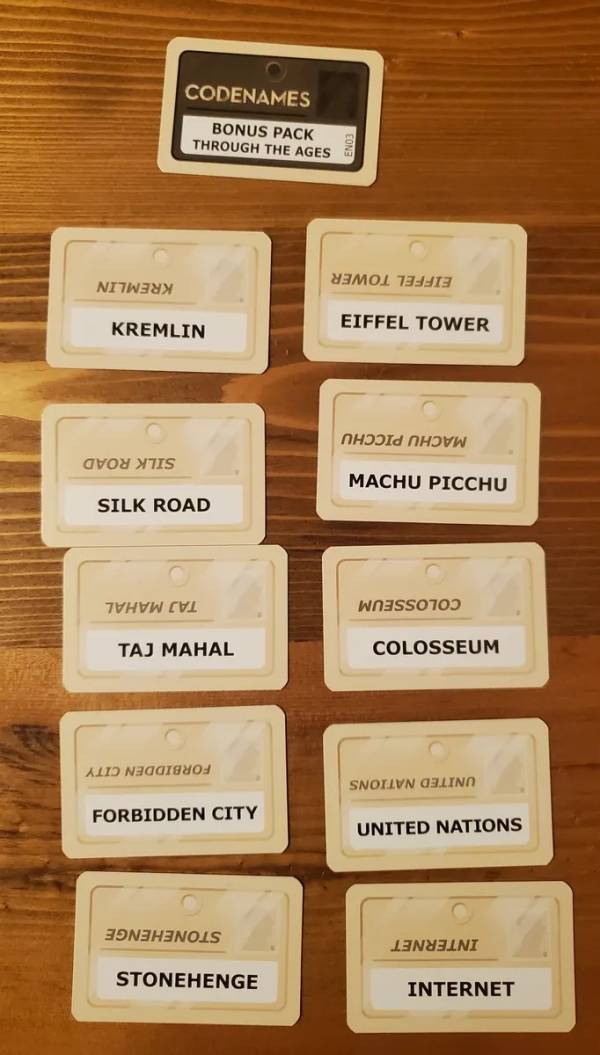 CODENAMES
BONUS PACK
THROUGH THE AGES
EN03
KREMLIN
KREMLIN
EIFFEL TOWER
EIFFEL TOWER
SILK ROAD
SILK ROAD
MACHU PICCHU
MACHU PICCHU
TAJ MAHAL
TAJ MAHAL
COLOSSEUM
COLOSSEUM
FORBIDDEN CITY
FORBIDDEN CITY
UNITED NATIONS
UNITED NATIONS
STONEHENGE
STONEHENGE
INTERNET
INTERNET